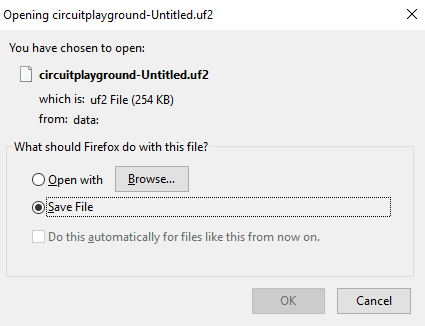 Opening circuitplayground-Untitled.uf2
You have chosen to open:
circuitplayground-Untitled.uf2
which is: uf2 File (254 KB)
from: data:
What should Firefox do with this file?
Open with Browse...
Save File
Do this automatically for files like this from now on.
OK Cancel